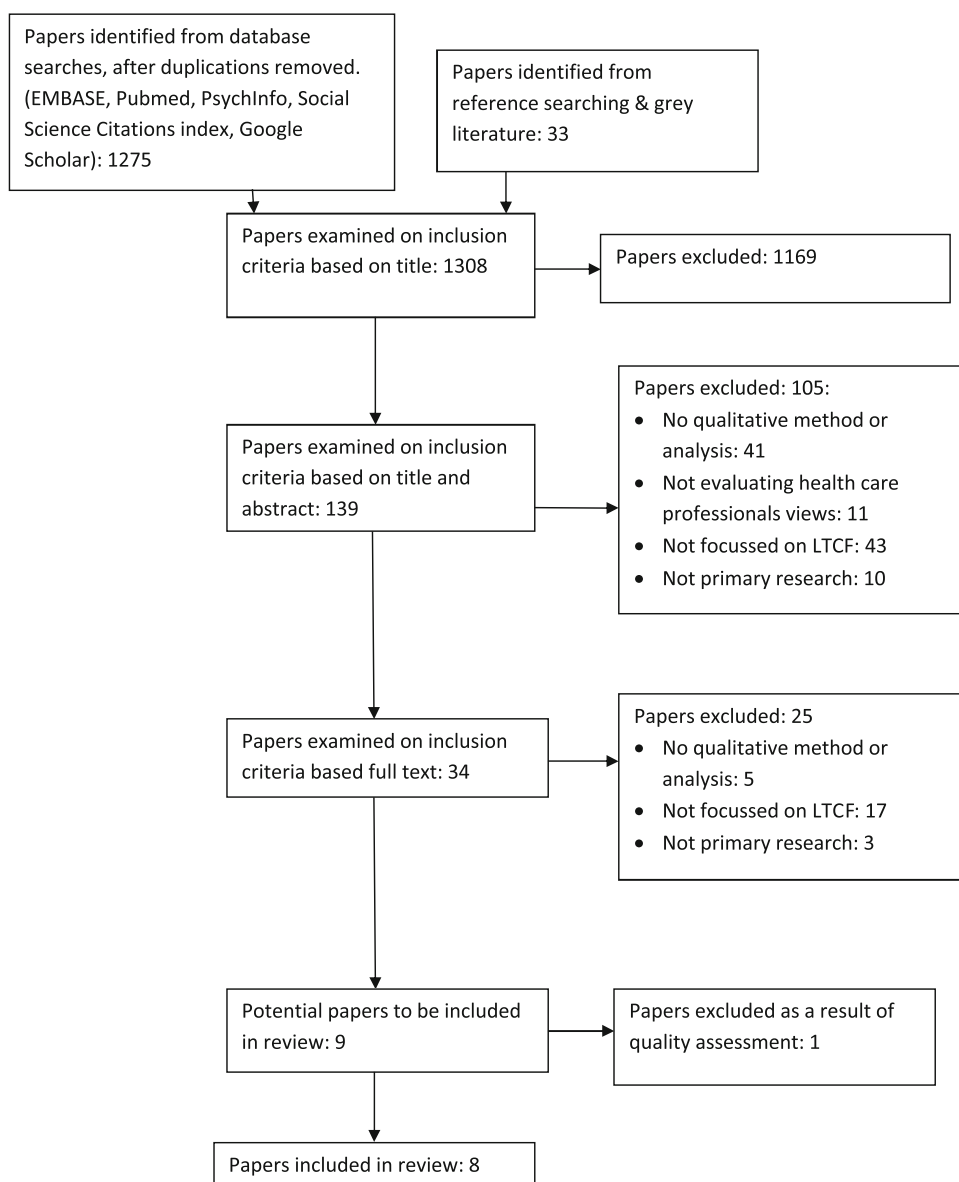 Papers identified from database
searches, after duplications removed.
(EMBASE, Pubmed, PsychInfo, Social
Science Citations index, Google
Scholar): 1275
Papers identified from
reference searching & grey
literature: 33
Papers examined on inclusion
criteria based on title: 1308
Papers excluded: 1169
Papers examined on inclusion
criteria based on title and
abstract: 139
Papers excluded: 105:
• No qualitative method or
analysis: 41
• Not evaluating health care
professionals views: 11
• Not focussed on LTCF: 43
• Not primary research: 10
Papers examined on inclusion
criteria based full text: 34
Papers excluded: 25
• No qualitative method or
analysis: 5
• Not focussed on LTCF: 17
• Not primary research: 3
Potential papers to be included
in review: 9
Papers excluded as a result of
quality assessment: 1
Papers included in review: 8